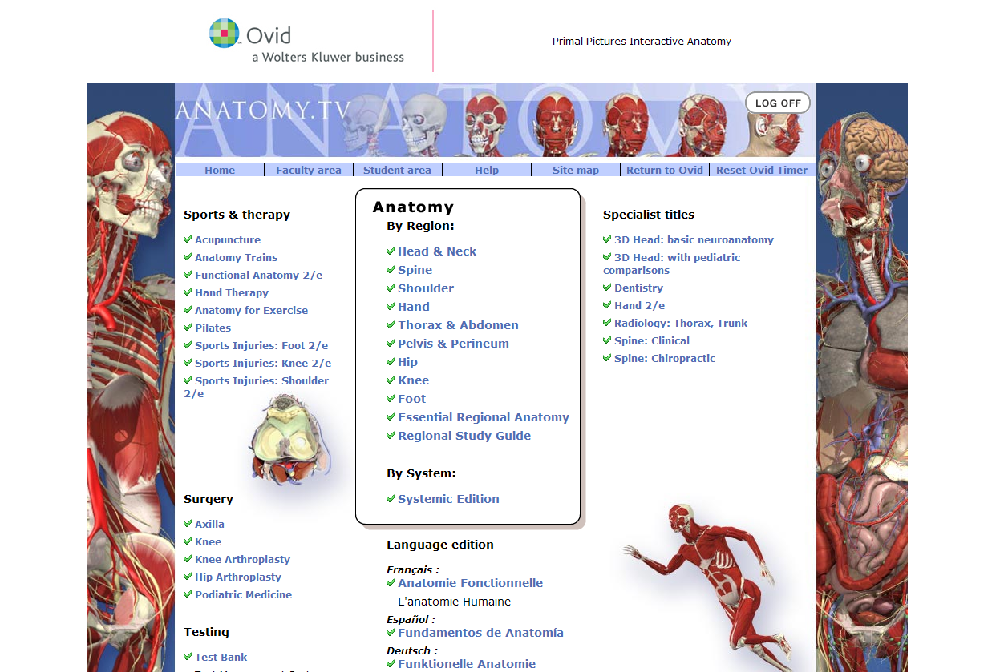 Ovid
a Wolters Kluwer business
Primal Pictures Interactive Anatomy
ANATOMY
ANATOMY.TV
LOG OFF
Home
Faculty area
Student area
Help
Site map
Return to Ovid
Reset Ovid Timer
Sports & therapy
Acupuncture
Anatomy Trains
Functional Anatomy 2/e
Hand Therapy
Anatomy for Exercise
Pilates
Sports Injuries: Foot 2/e
Sports Injuries: Knee 2/e
Sports Injuries: Shoulder
2/e
Surgery
Axilla
Knee
Knee Arthroplasty
Hip Arthroplasty
Podiatric Medicine
Testing
Test Bank
Anatomy
By Region:
Head & Neck
Spine
Shoulder
Hand
Thorax & Abdomen
Pelvis & Perineum
Hip
Knee
Foot
Essential Regional Anatomy
Regional Study Guide
By System:
Systemic Edition
Language edition
Français :
Anatomie Fonctionnelle
L'anatomie Humaine
Español :
Fundamentos de Anatomía
Deutsch :
Funktionelle Anatomie
Specialist titles
3D Head: basic neuroanatomy
3D Head: with pediatric
comparisons
Dentistry
Hand 2/e
Radiology: Thorax, Trunk
Spine: Clinical
Spine: Chiropractic